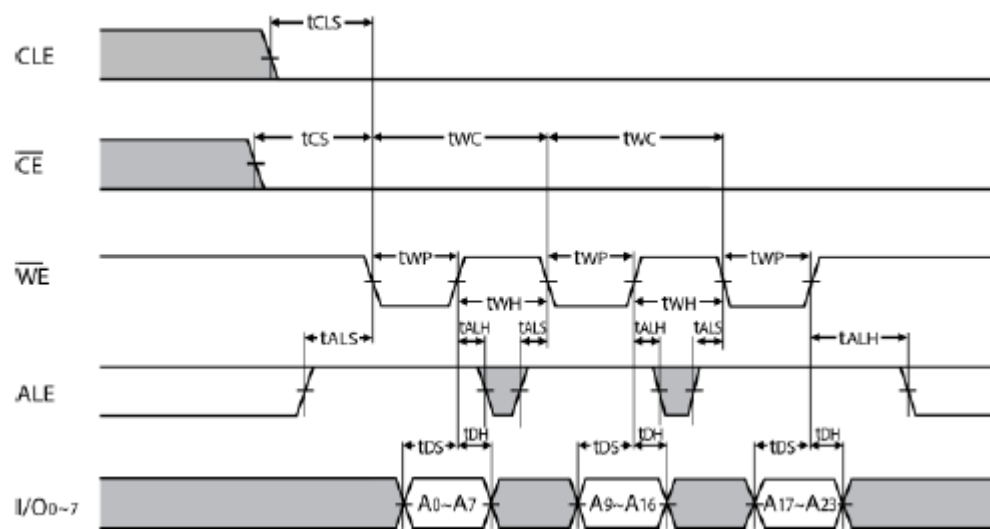 tCLS
CLE
tCS tWC tWC
CE
tWP tWP tWP
WE
tWH tWH
tALS tALH tALS tALH tALS tALH
ALE
tDS tDH tDS tDH tDS tDH
I/O0~7 A0~A7 A9~A16 A17~A23